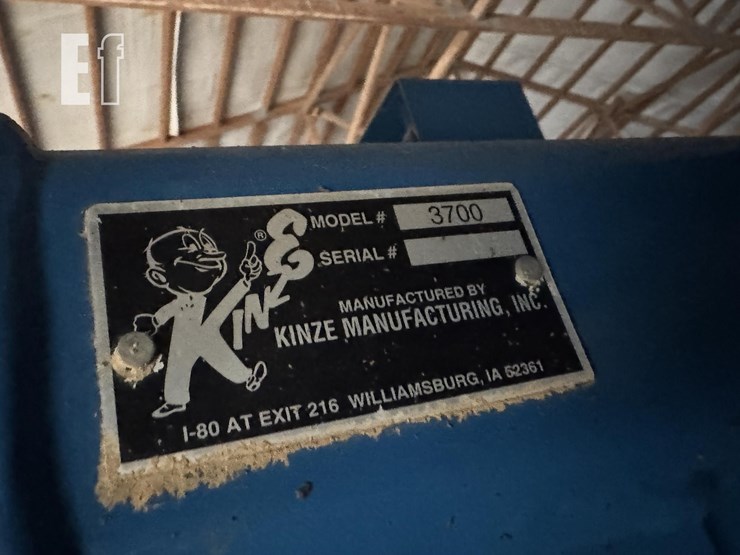 Ef
KINZE ®
MODEL # 3700
SERIAL #
MANUFACTURED BY
KINZE MANUFACTURING, INC.
I-80 AT EXIT 216 WILLIAMSBURG, IA 52361